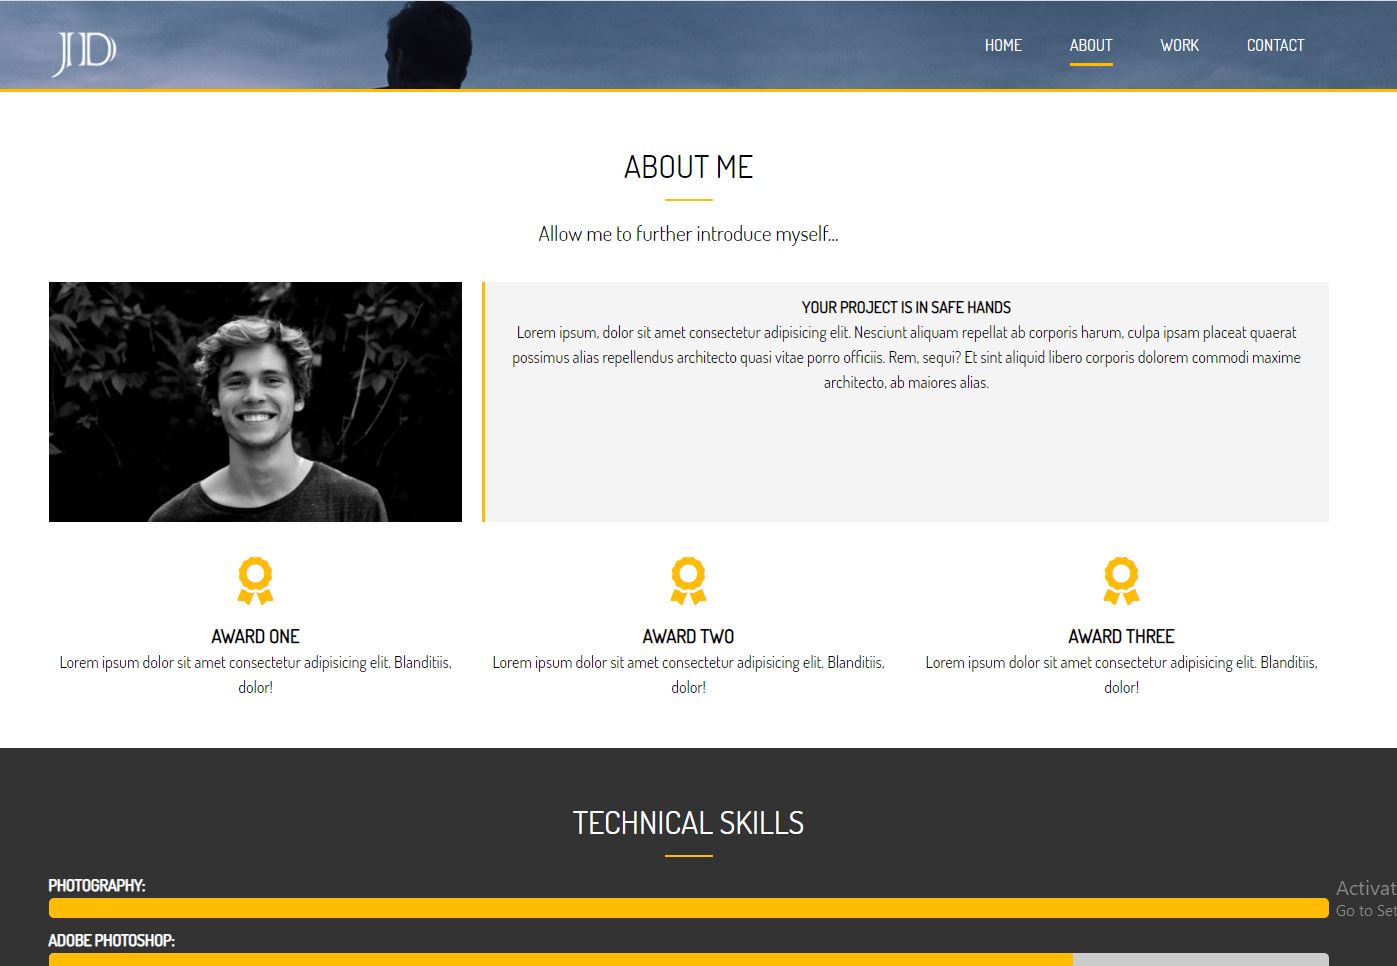 JD
HOME ABOUT WORK CONTACT
ABOUT ME
Allow me to further introduce myself...
YOUR PROJECT IS IN SAFE HANDS
Lorem ipsum, dolor sit amet consectetur adipisicing elit. Nesciunt aliquam repellat ab corporis harum, culpa ipsam placeat quaerat
possimus alias repellendus architecto quasi vitae porro officiis. Rem, sequi? Et sint aliquid libero corporis dolorem commodi maxime
architecto, ab maiores alias.
AWARD ONE
Lorem ipsum dolor sit amet consectetur adipisicing elit. Blanditiis,
dolor!
AWARD TWO
Lorem ipsum dolor sit amet consectetur adipisicing elit. Blanditiis,
dolor!
AWARD THREE
Lorem ipsum dolor sit amet consectetur adipisicing elit. Blanditiis,
dolor!
TECHNICAL SKILLS
PHOTOGRAPHY:
Activat
Go to Set
ADOBE PHOTOSHOP: